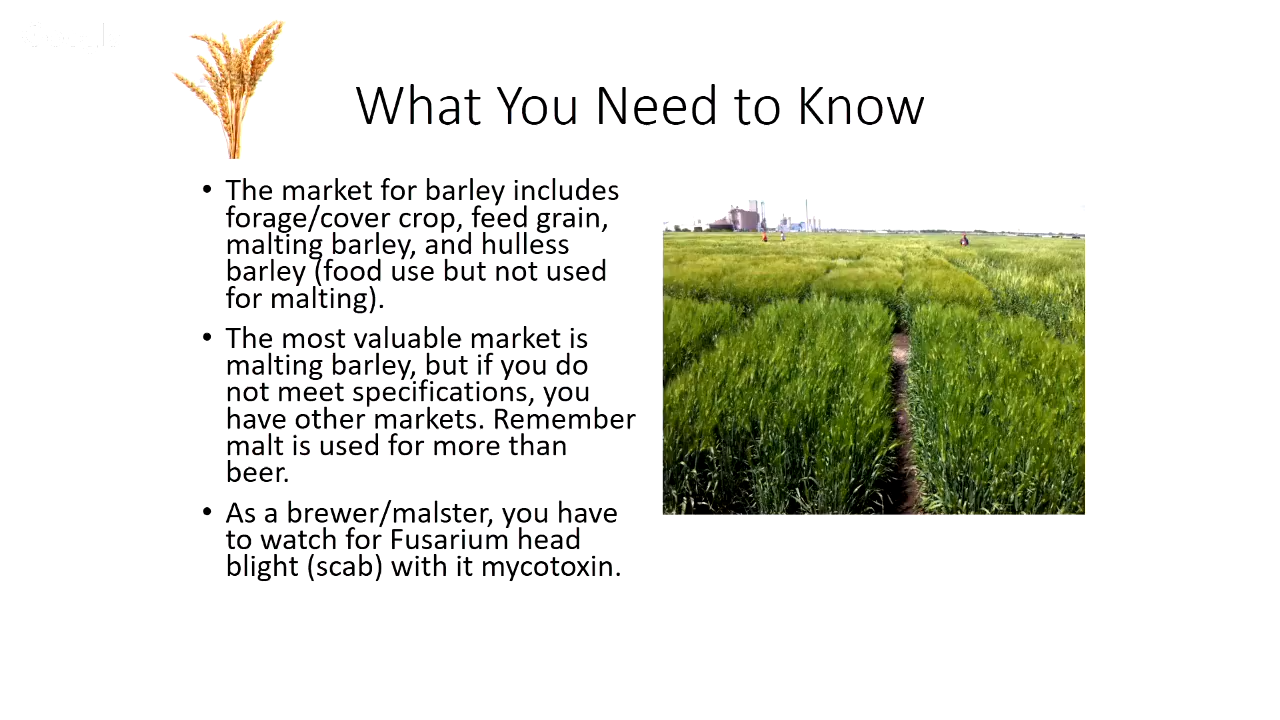 What You Need to Know
• The market for barley includes
forage/cover crop, feed grain,
malting barley, and hulless
barley (food use but not used
for malting).
• The most valuable market is
malting barley, but if you do
not meet specifications, you
have other markets. Remember
malt is used for more than
beer.
• As a brewer/malster, you have
to watch for Fusarium head
blight (scab) with it mycotoxin.